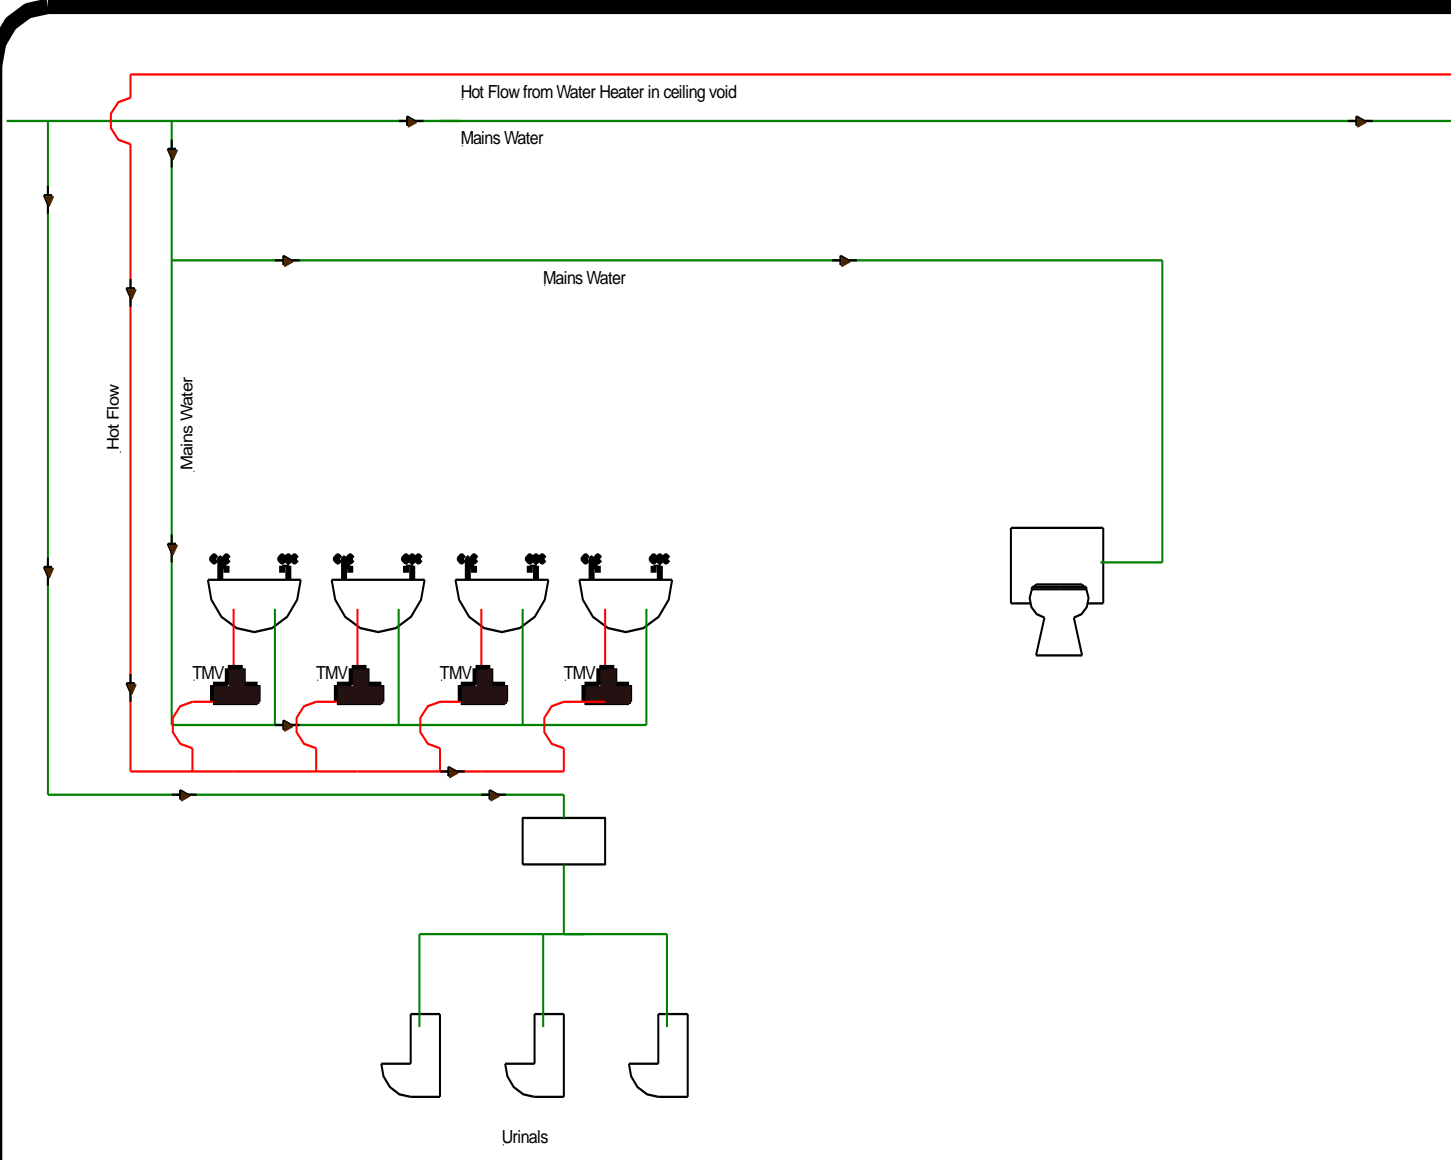 Hot Flow from Water Heater in ceiling void
Mains Water
Mains Water
Hot Flow
Mains Water
TMV
TMV
TMV
TMV
Urinals